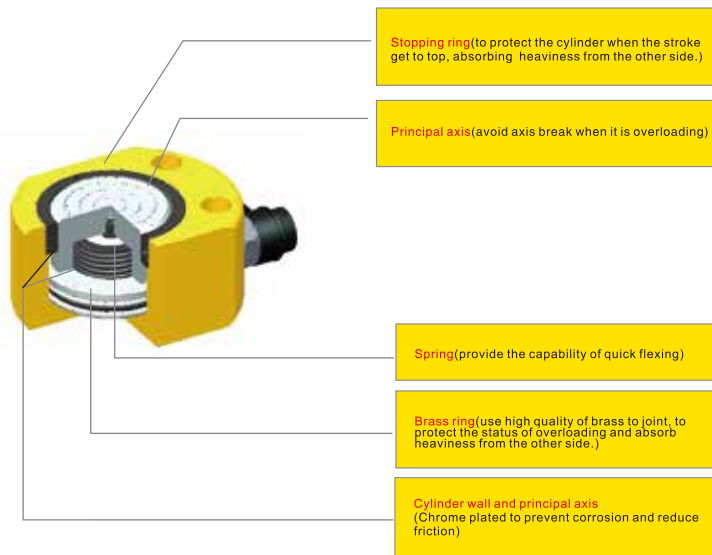 Stopping ring(to protect the cylinder when the stroke
get to top, absorbing heaviness from the other side.)
Principal axis(avoid axis break when it is overloading)
Spring(provide the capability of quick flexing)
Brass ring(use high quality of brass to joint, to
protect the status of overloading and absorb
heaviness from the other side.)
Cylinder wall and principal axis
(Chrome plated to prevent corrosion and reduce
friction)